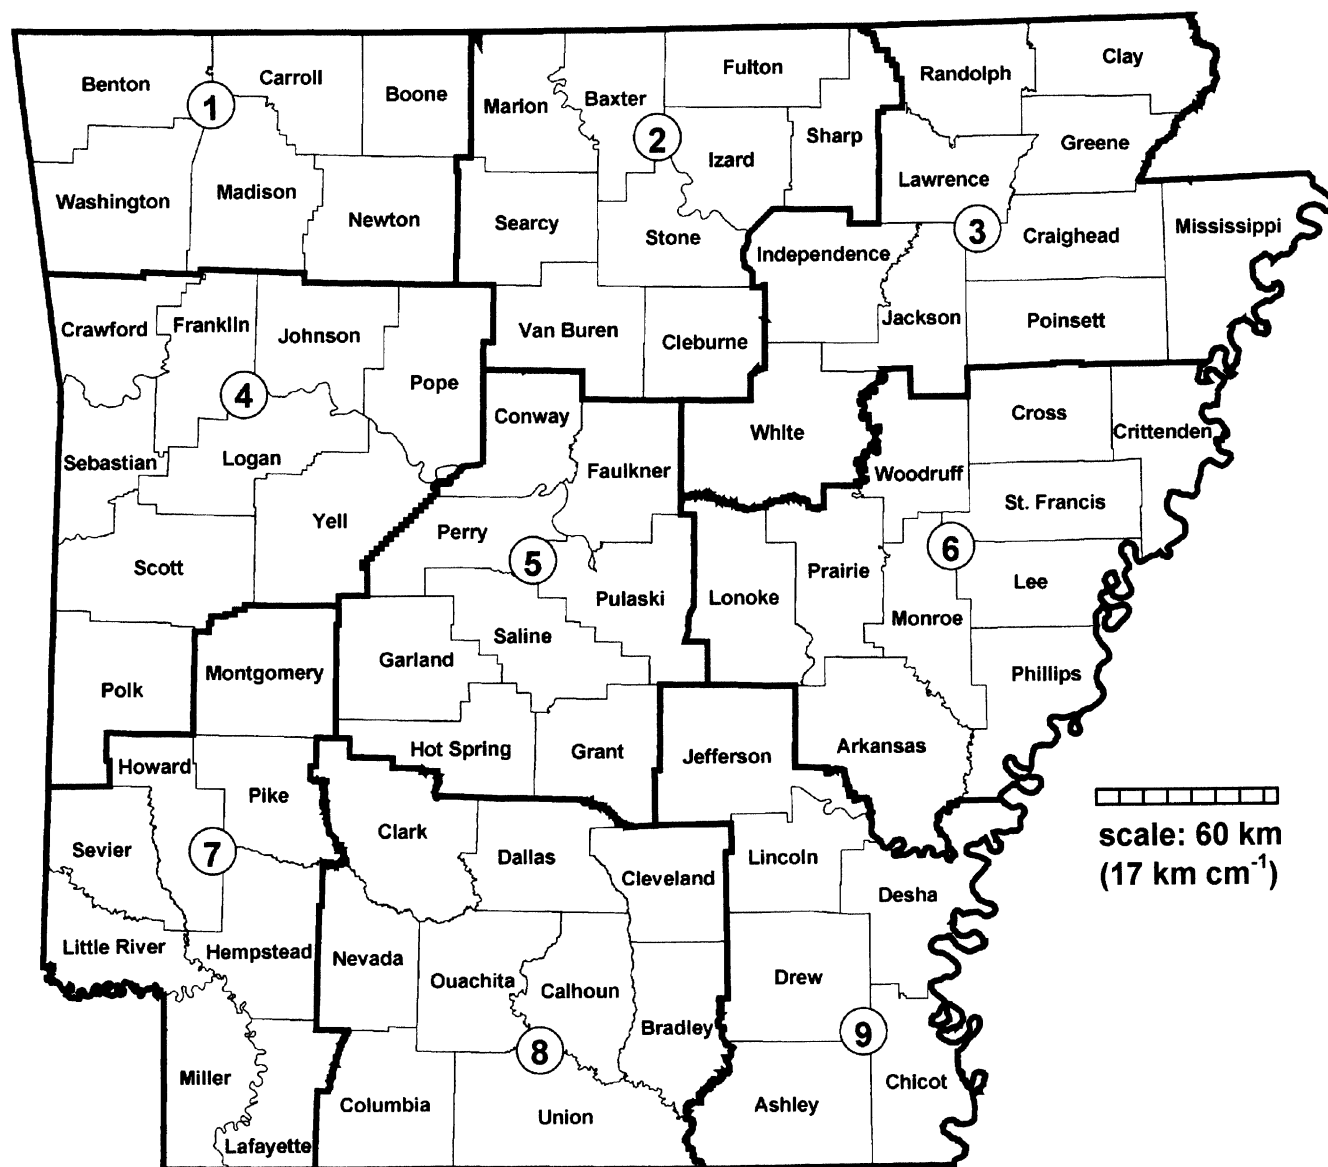 Benton
Carroll
Boone
Marion
Baxter
Fulton
Randolph
Clay
1
2
Sharp
Izard
Greene
Washington
Madison
Newton
Searcy
Stone
Lawrence
3
Independence
Craighead
Mississippi
Crawford
Franklin
Johnson
Van Buren
Cleburne
Jackson
Poinsett
4
Pope
Conway
White
Cross
Crittenden
Sebastian
Logan
Faulkner
Woodruff
St. Francis
Yell
Perry
5
6
Scott
Pulaski
Lonoke
Prairie
Lee
Monroe
Saline
Garland
Montgomery
Polk
Phillips
Hot Spring
Grant
Jefferson
Arkansas
Howard
Pike
scale: 60 km
(17 km cm-1)
Clark
Sevier
7
Dallas
Lincoln
Cleveland
Desha
Little River
Hempstead
Nevada
Ouachita
Calhoun
Drew
Bradley
8
9
Miller
Columbia
Union
Ashley
Chicot
Lafayette